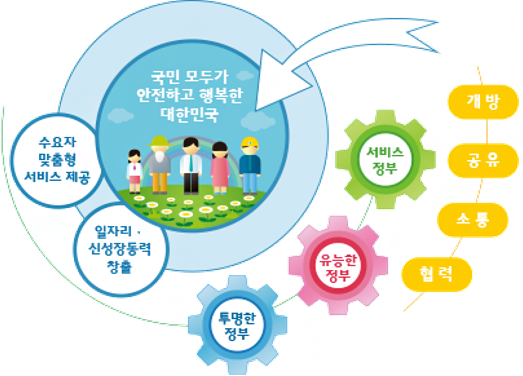 국민 모두가
안전하고 행복한
대한민국
수요자
맞춤형
서비스 제공
일자리·
신성장동력
창출
서비스
정부
유능한
정부
투명한
정부
개방
공유
소통
협력